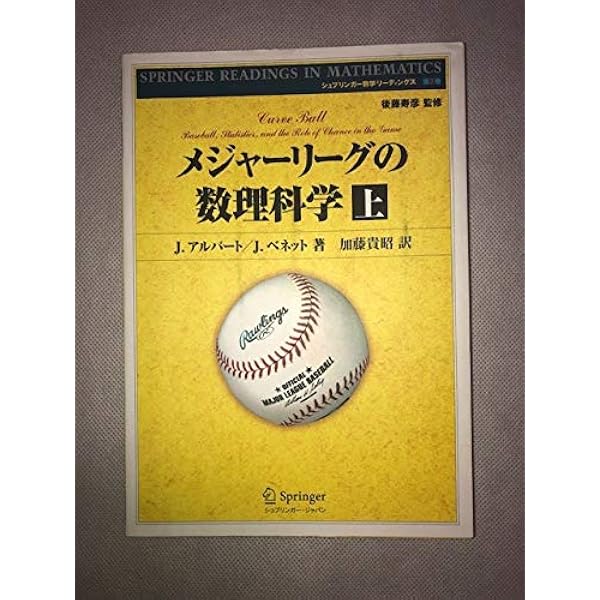 SPRINGER READINGS IN MATHEMATICS
シュプリンガー数学リーディングス 第2巻
後藤寿彦 監修
Curve Ball
Baseball, Statistics, and the Role of Chance in the Game
メジャーリーグの
数理科学 上
J. アルバート/J. ベネット 著 加藤貴昭 訳
Rawlings
OFFICIAL
MAJOR LEAGUE BASEBALL
Springer
シュプリンガー・ジャパン